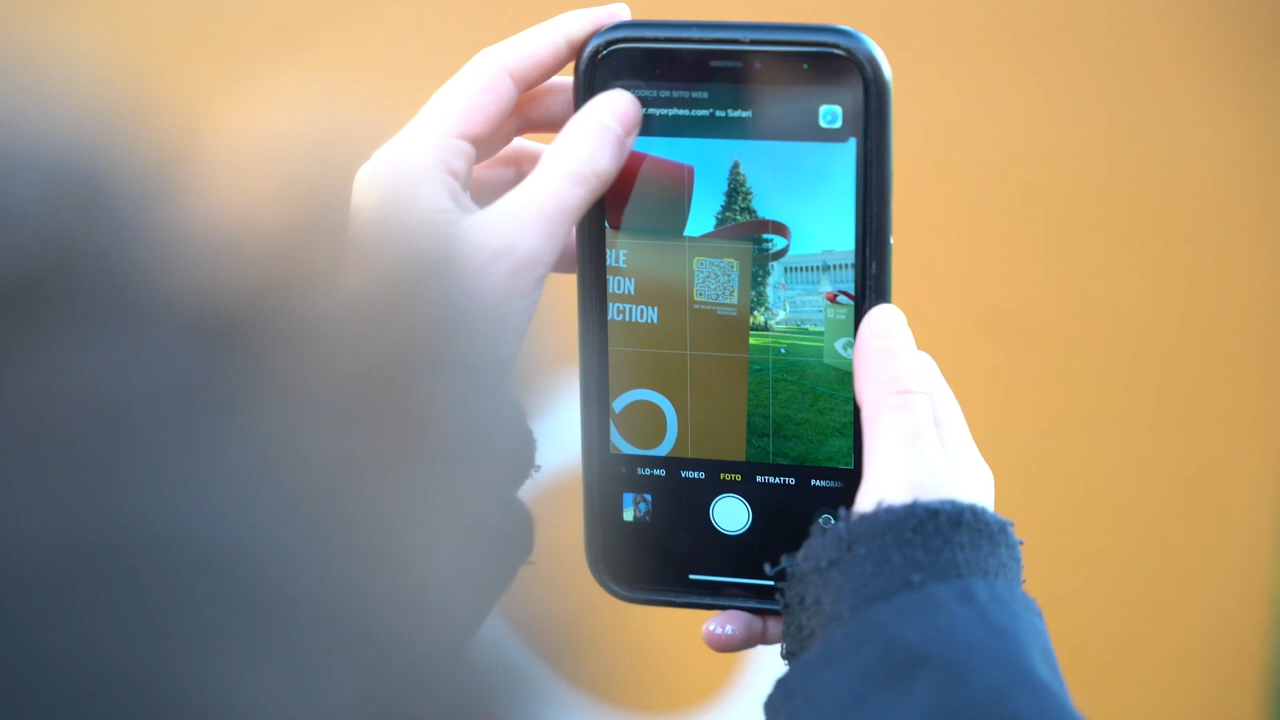 CODICE QR SITO WEB
r.myorpheo.com" su Safari
BLE
TION
UCTION
SLO-MO VIDEO FOTO RITRATTO PANORAM